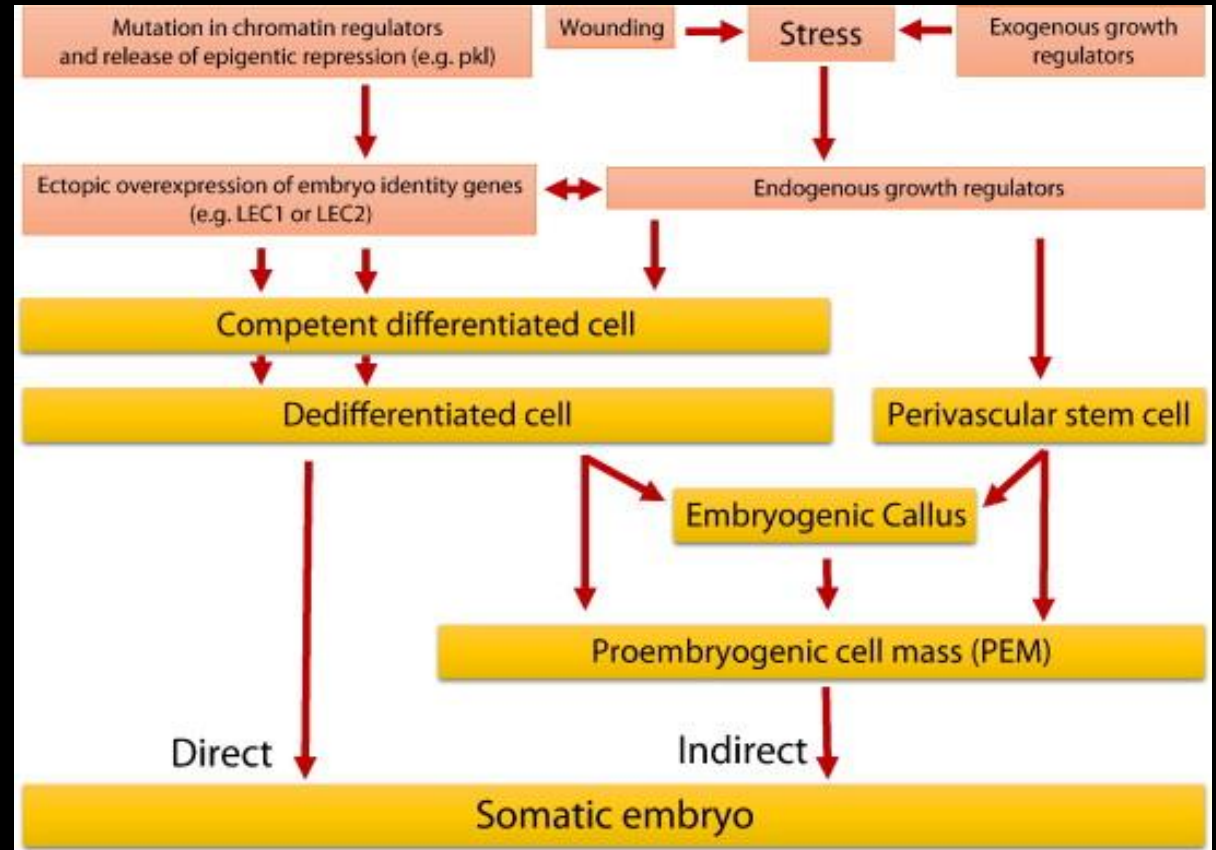 Mutation in chromatin regulators
and release of epigentic repression (e.g. pkl)
Wounding
Stress
Exogenous growth
regulators
Ectopic overexpression of embryo identity genes
(e.g. LEC1 or LEC2)
Endogenous growth regulators
Competent differentiated cell
Dedifferentiated cell
Perivascular stem cell
Embryogenic Callus
Proembryogenic cell mass (PEM)
Direct
Indirect
Somatic embryo